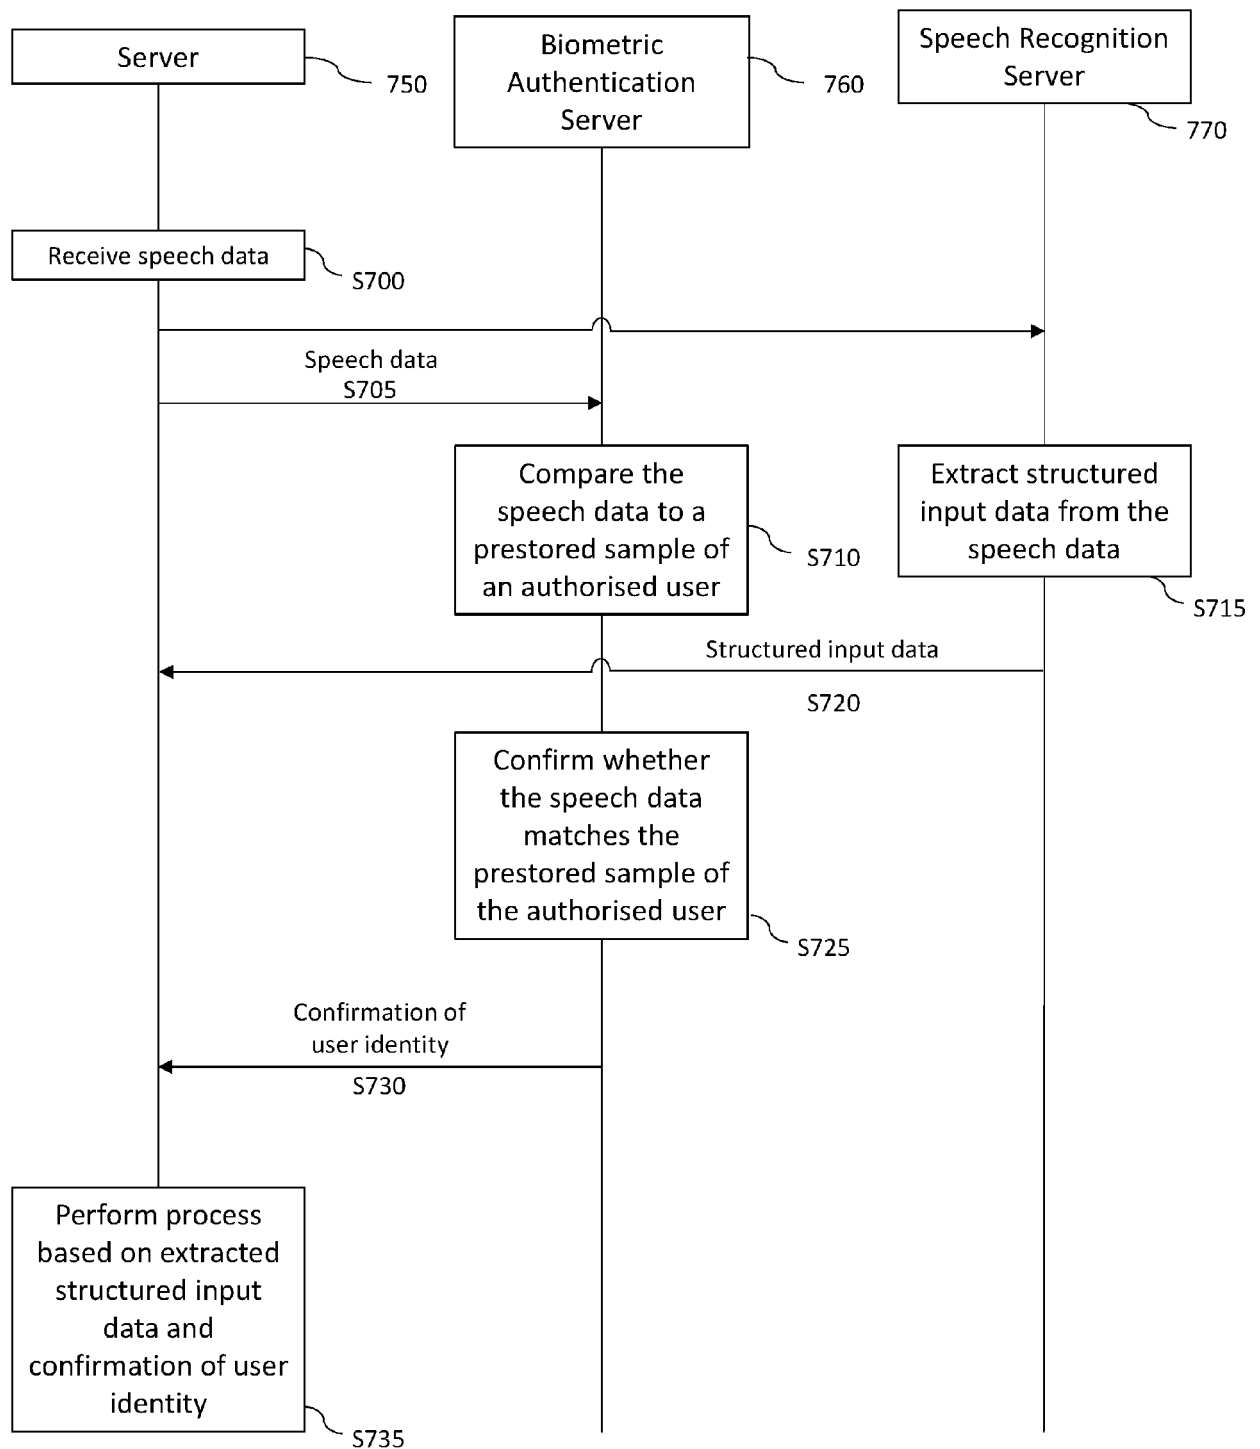 Server
750
Biometric
Authentication
Server
760
Speech Recognition
Server
770
Receive speech data
S700
Speech data
S705
Compare the
speech data to a
prestored sample of
an authorised user
S710
Extract structured
input data from the
speech data
S715
Structured input data
S720
Confirm whether
the speech data
matches the
prestored sample of
the authorised user
S725
Confirmation of
user identity
S730
Perform process
based on extracted
structured input
data and
confirmation of user
identity
S735